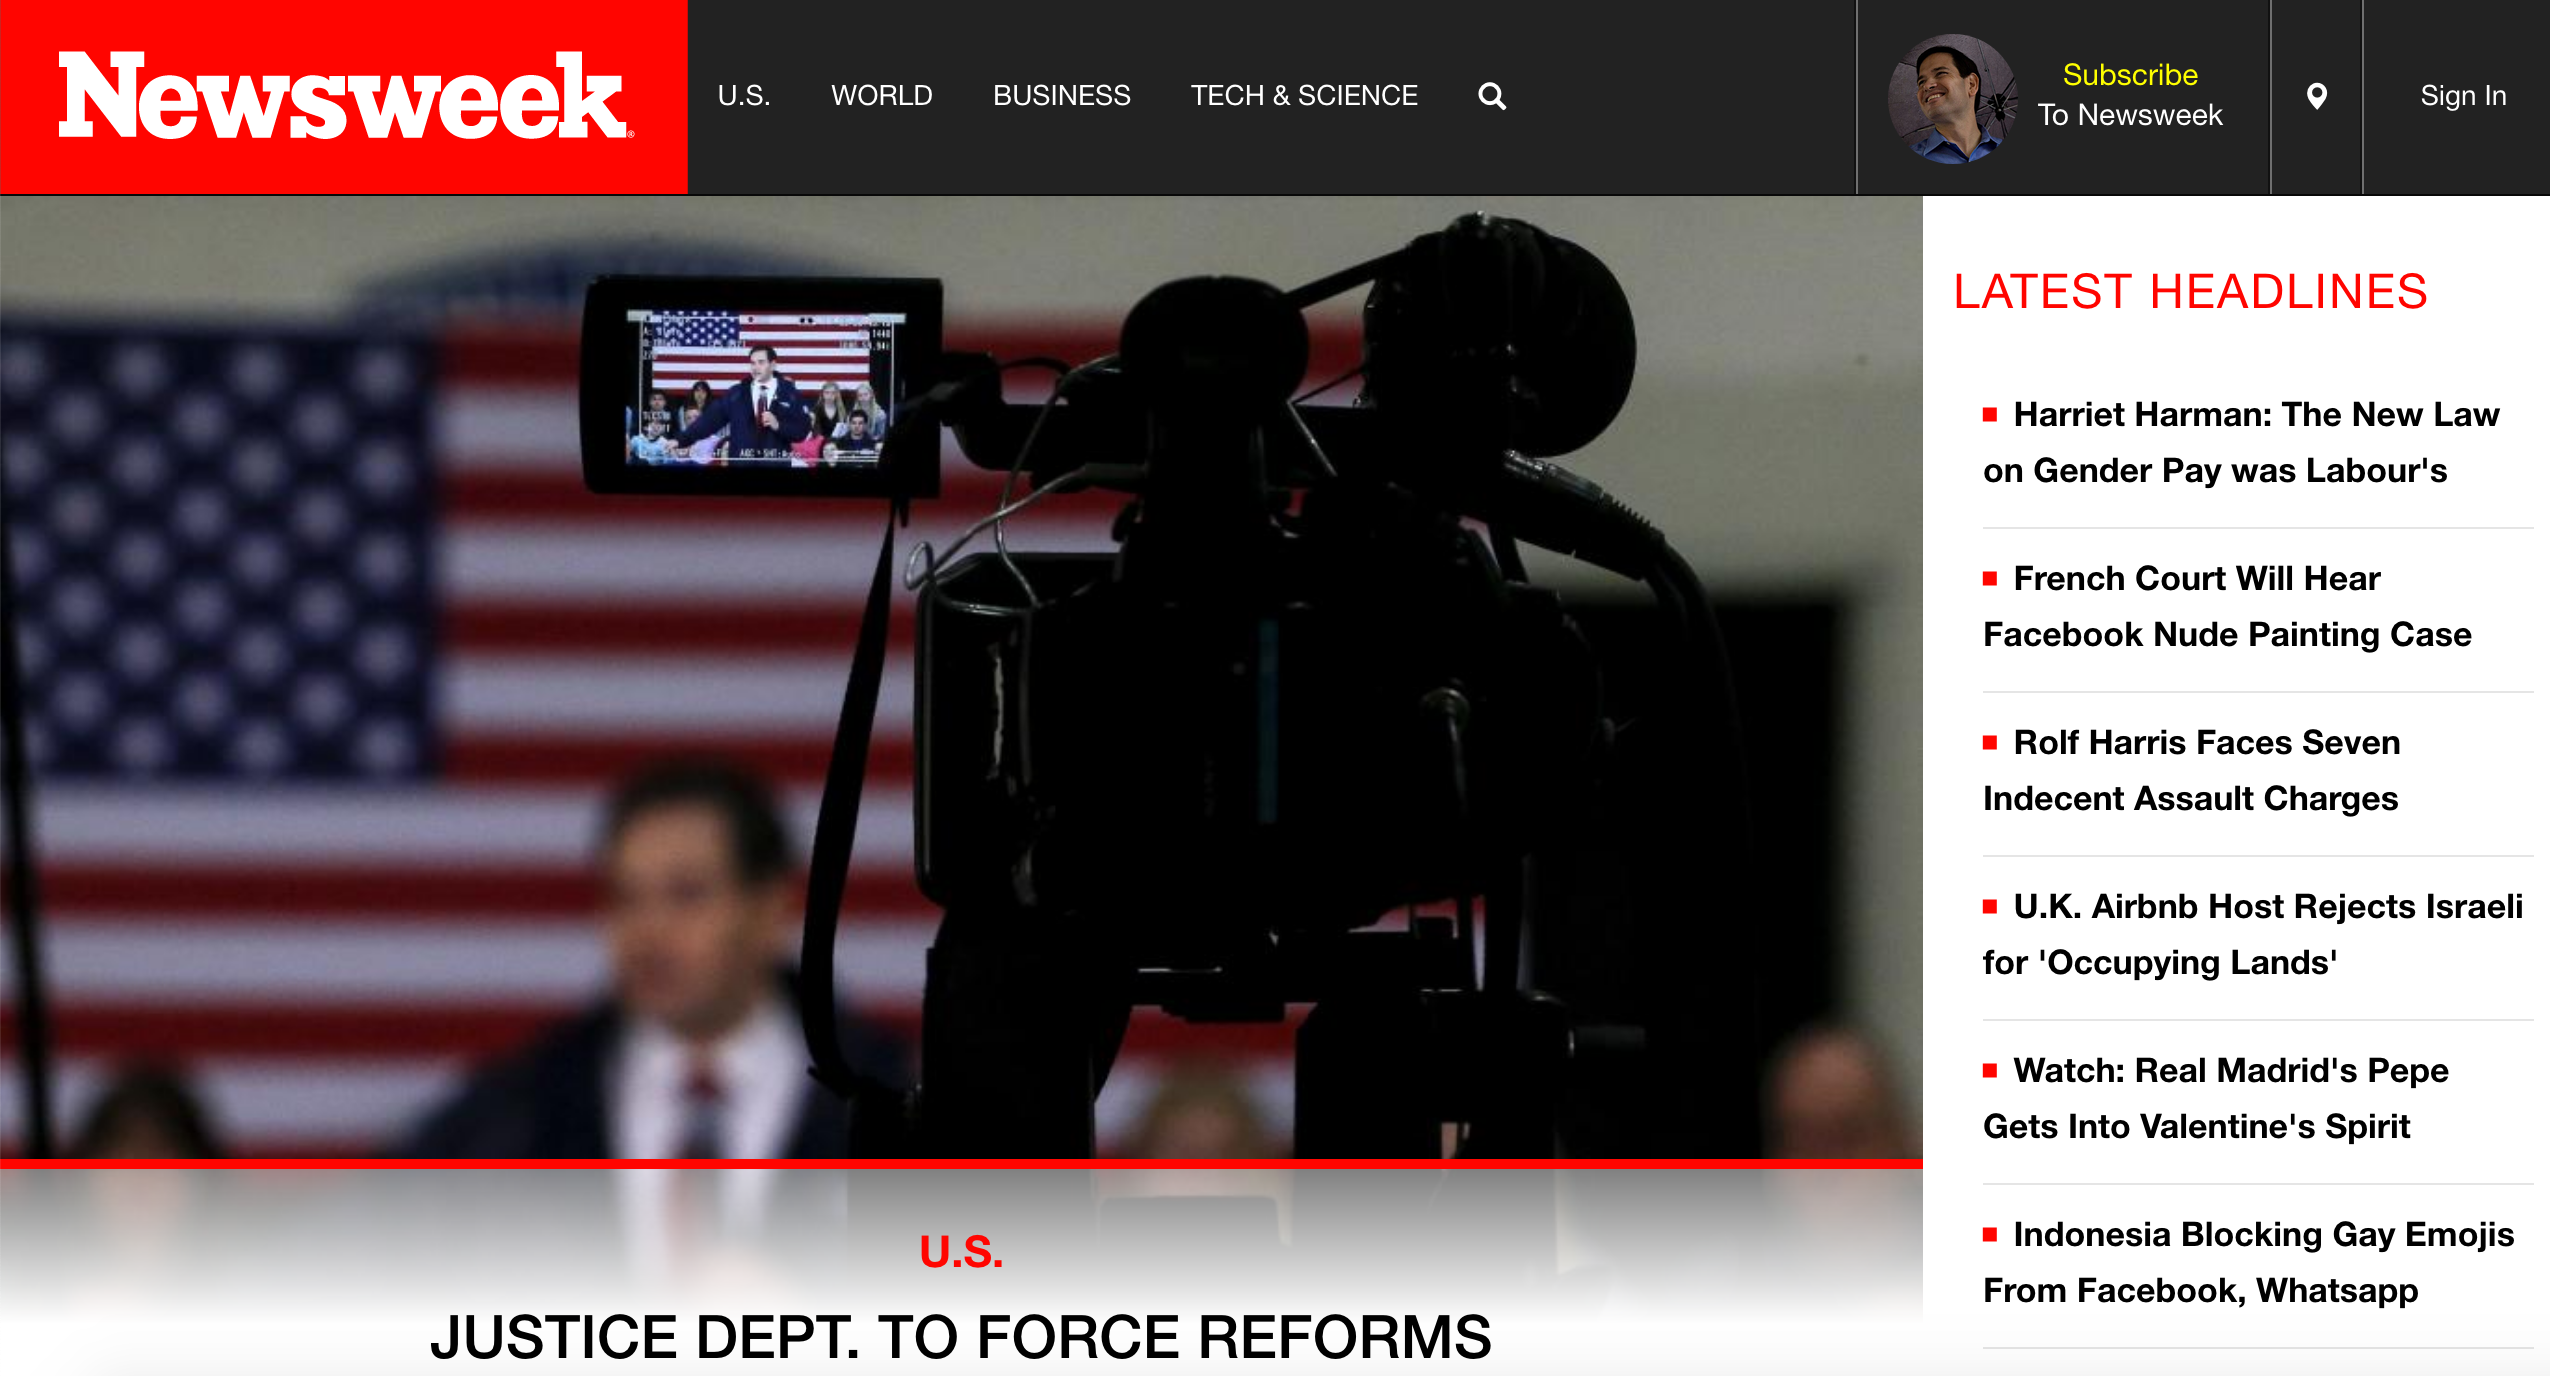 Newsweek®
U.S.
WORLD
BUSINESS
TECH & SCIENCE
Subscribe
To Newsweek
Sign In
U.S.
JUSTICE DEPT. TO FORCE REFORMS
LATEST HEADLINES
Harriet Harman: The New Law
on Gender Pay was Labour's
French Court Will Hear
Facebook Nude Painting Case
Rolf Harris Faces Seven
Indecent Assault Charges
U.K. Airbnb Host Rejects Israeli
for 'Occupying Lands'
Watch: Real Madrid's Pepe
Gets Into Valentine's Spirit
Indonesia Blocking Gay Emojis
From Facebook, Whatsapp